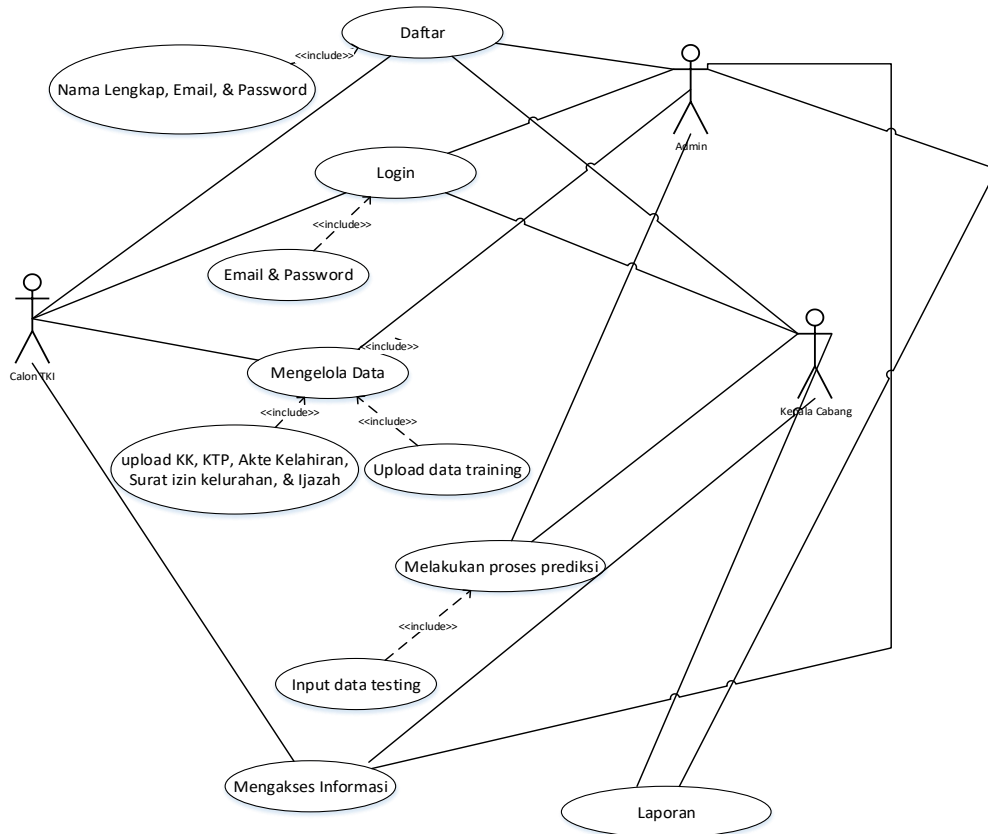 Daftar
<<include>>
Nama Lengkap, Email, & Password
Admin
Login
<<include>>
Email & Password
Calon TKI
<<include>>
Mengelola Data
Kepala Cabang
<<include>>
<<include>>
upload KK, KTP, Akte Kelahiran,
Surat izin kelurahan, & Ijazah
Upload data training
Melakukan proses prediksi
<<include>>
Input data testing
Mengakses Informasi
Laporan